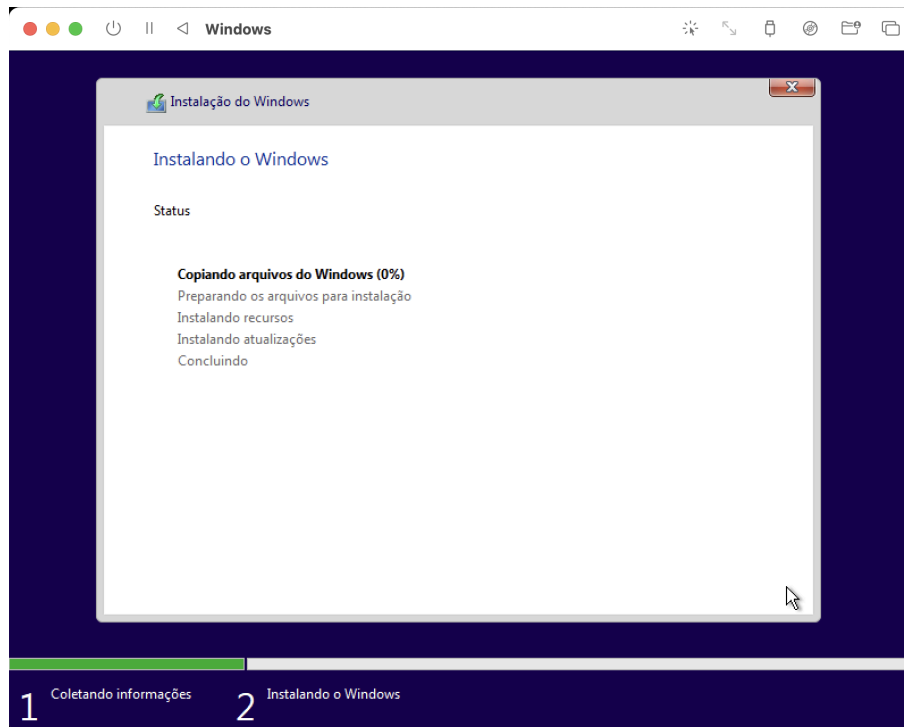 Windows
Instalação do Windows
Instalando o Windows
Status
Copiando arquivos do Windows (0%)
Preparando os arquivos para instalação
Instalando recursos
Instalando atualizações
Concluindo
1 Coletando informações 2 Instalando o Windows